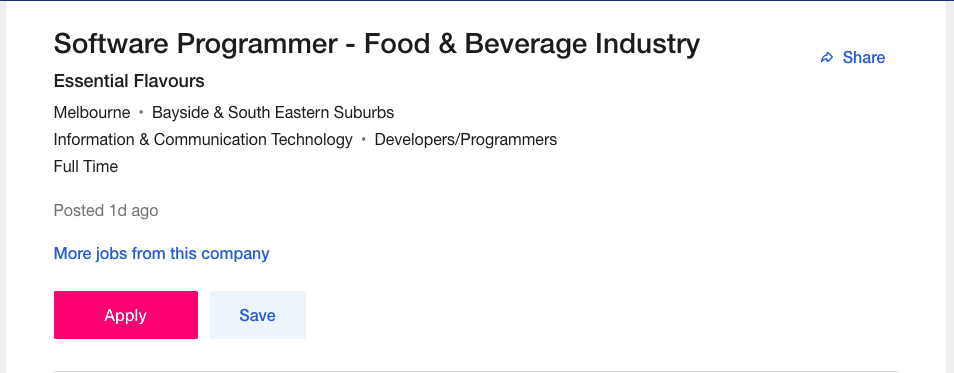 Software Programmer - Food & Beverage Industry
Share
Essential Flavours
Melbourne • Bayside & South Eastern Suburbs
Information & Communication Technology • Developers/Programmers
Full Time
Posted 1d ago
More jobs from this company
Apply
Save